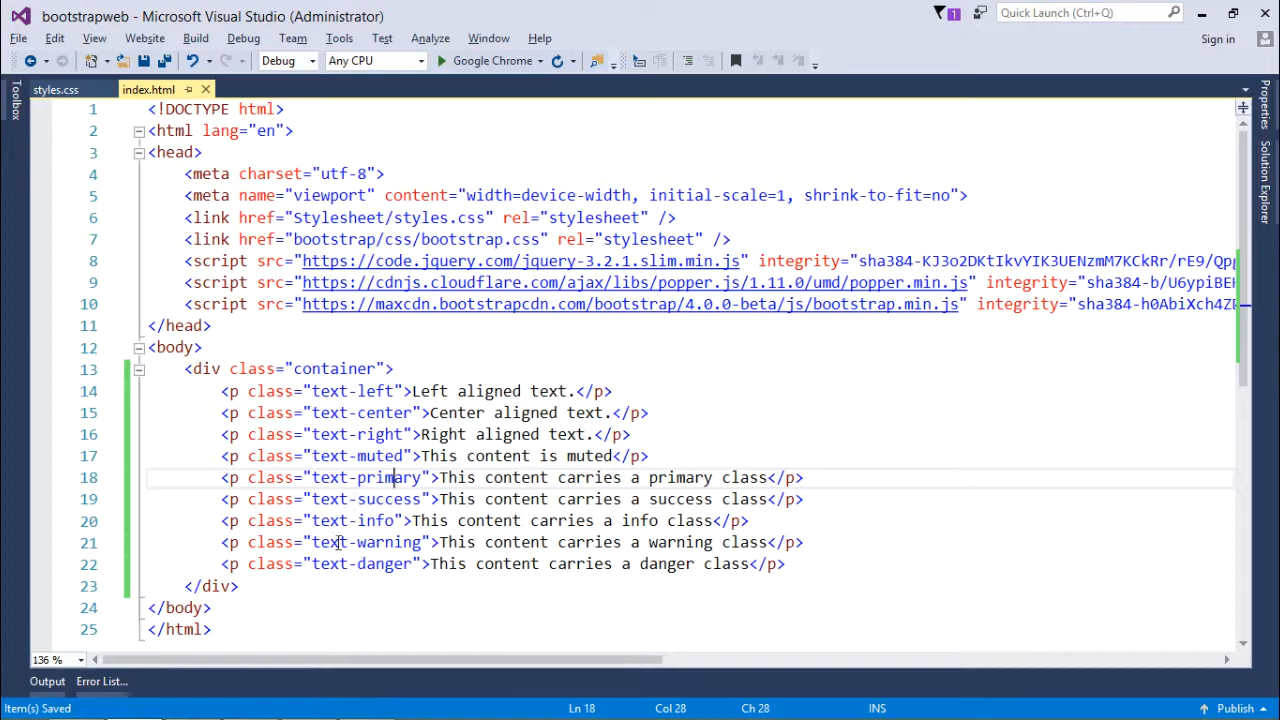 bootstrapweb - Microsoft Visual Studio (Administrator)
1
Quick Launch (Ctrl+Q)
File Edit View Website Build Debug Team Tools Test Analyze Window Help
Sign in
Debug Any CPU Google Chrome
Toolbox
styles.css index.html
Properties
Solution Explorer
1 <!DOCTYPE html>
2 <html lang="en">
3 <head>
4 <meta charset="utf-8">
5 <meta name="viewport" content="width=device-width, initial-scale=1, shrink-to-fit=no">
6 <link href="Stylesheet/styles.css" rel="stylesheet" />
7 <link href="bootstrap/css/bootstrap.css" rel="stylesheet" />
8 <script src="https://code.jquery.com/jquery-3.2.1.slim.min.js" integrity="sha384-KJ3o2DKtIkvYIK3UENzmM7KCkRr/rE9/Qpg
9 <script src="https://cdnjs.cloudflare.com/ajax/libs/popper.js/1.11.0/umd/popper.min.js" integrity="sha384-b/U6ypiBEH
10 <script src="https://maxcdn.bootstrapcdn.com/bootstrap/4.0.0-beta/js/bootstrap.min.js" integrity="sha384-h0AbiXch4ZD
11 </head>
12 <body>
13 <div class="container">
14 <p class="text-left">Left aligned text.</p>
15 <p class="text-center">Center aligned text.</p>
16 <p class="text-right">Right aligned text.</p>
17 <p class="text-muted">This content is muted</p>
18 <p class="text-primary">This content carries a primary class</p>
19 <p class="text-success">This content carries a success class</p>
20 <p class="text-info">This content carries a info class</p>
21 <p class="text-warning">This content carries a warning class</p>
22 <p class="text-danger">This content carries a danger class</p>
23 </div>
24 </body>
25 </html>
136 %
Output Error List...
Item(s) Saved Ln 18 Col 28 Ch 28 INS Publish